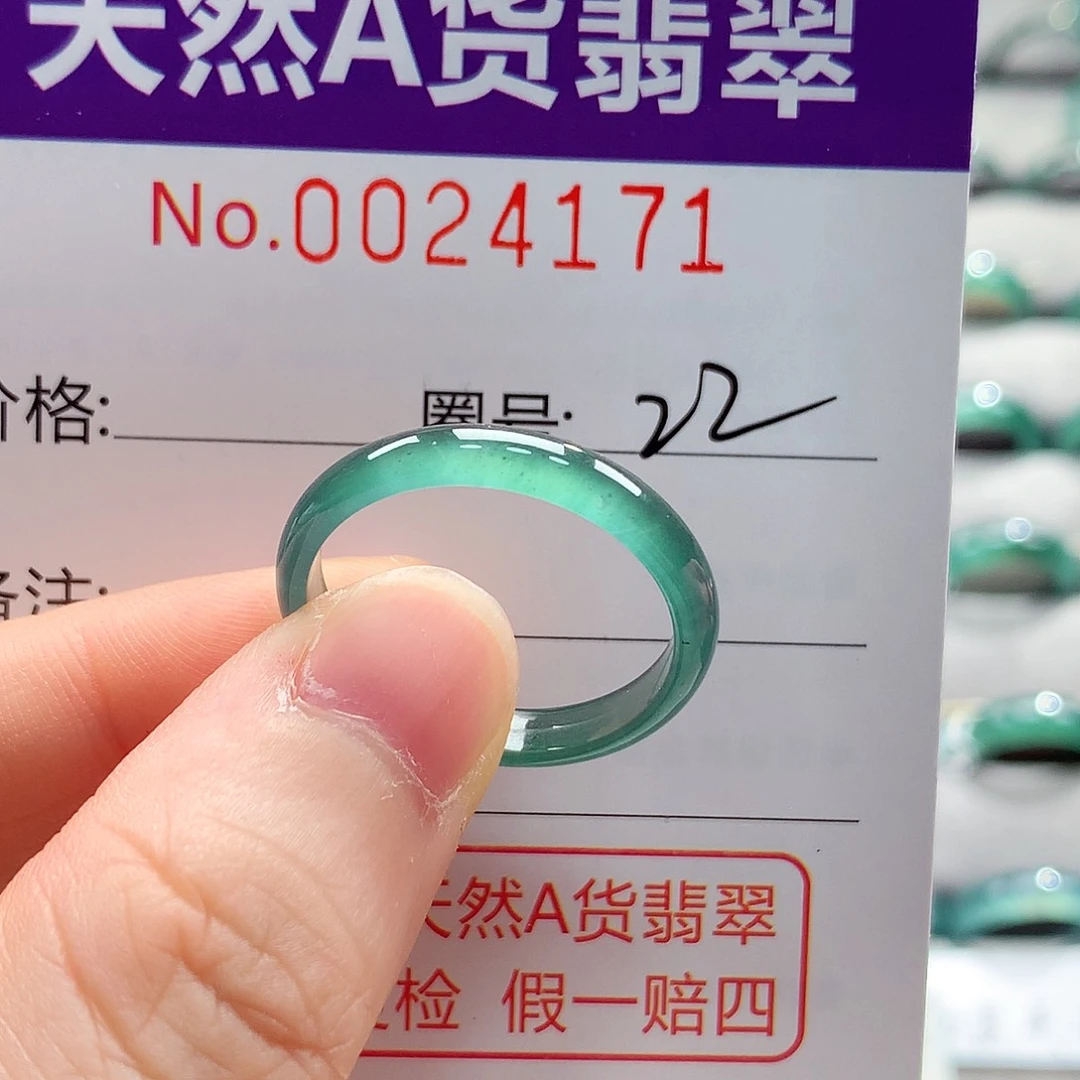 天然A货翡翠
No.0024171
价格: 圈号: 22
备注:
天然A货翡翠
检 假一赔四